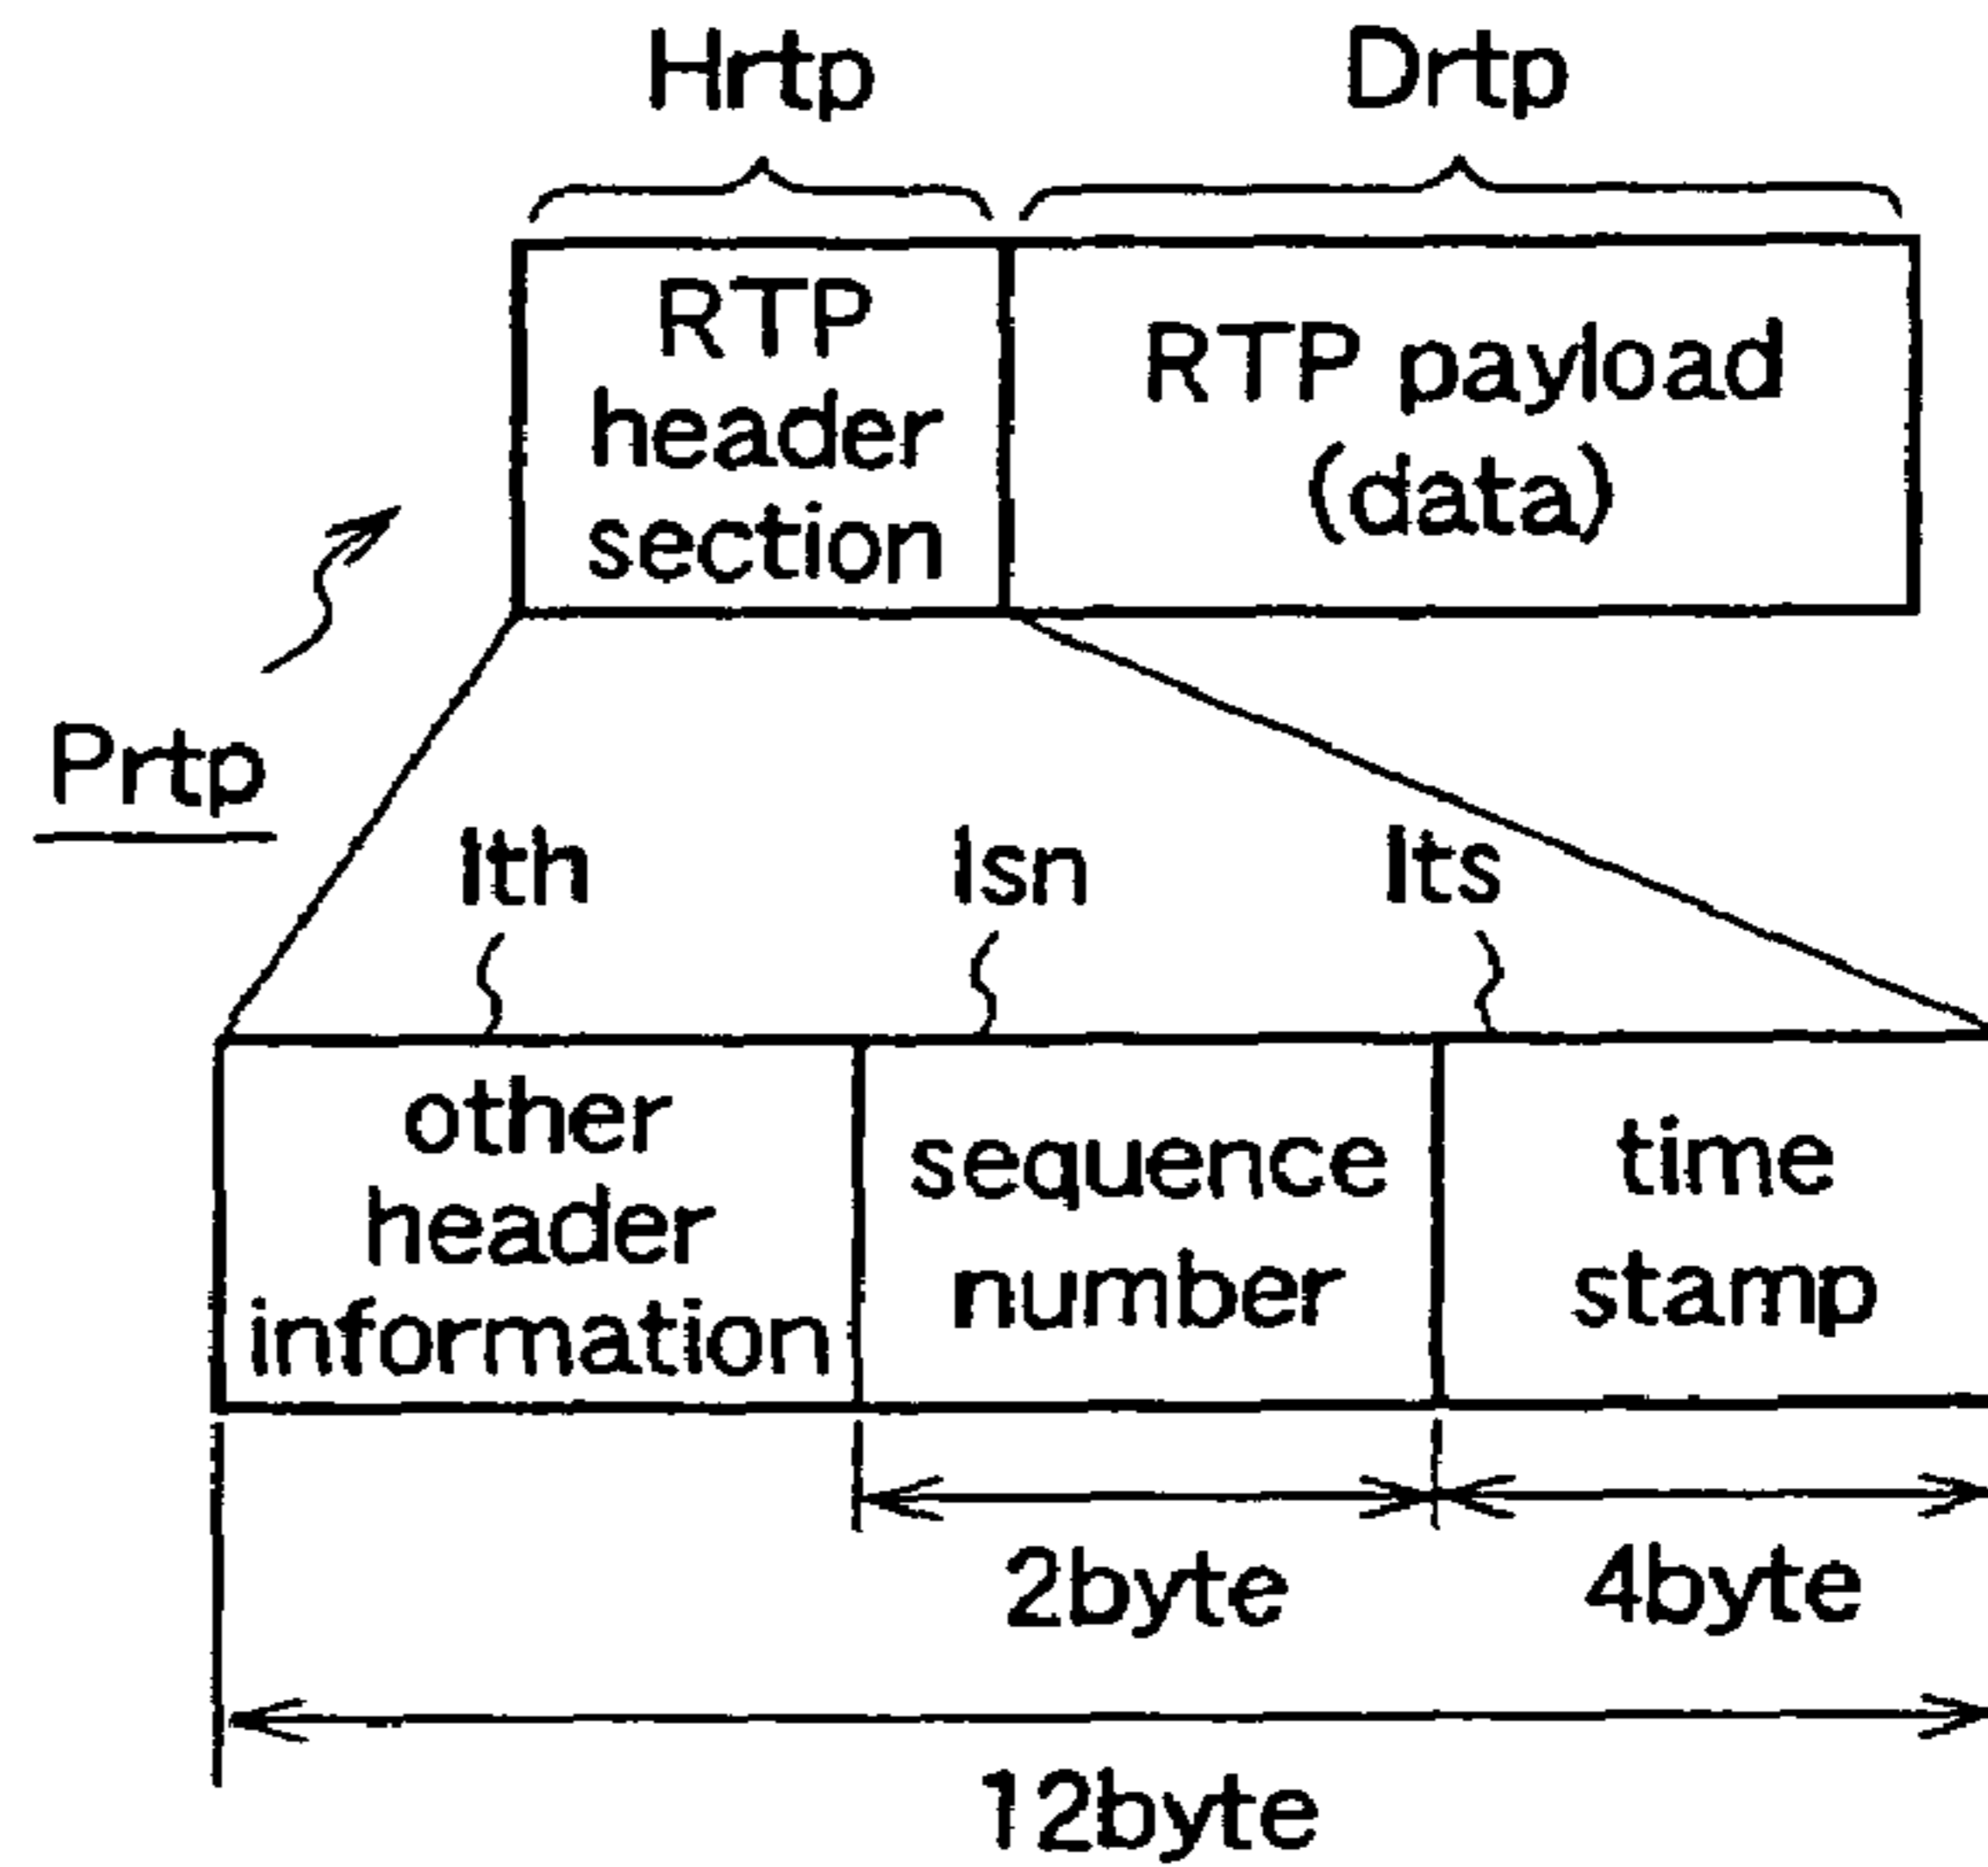 Hrtp Drtp
RTP
header
section
RTP payload
(data)
Prtp
Ith Isn Its
other
header
information
sequence
number
time
stamp
2byte 4byte
12byte